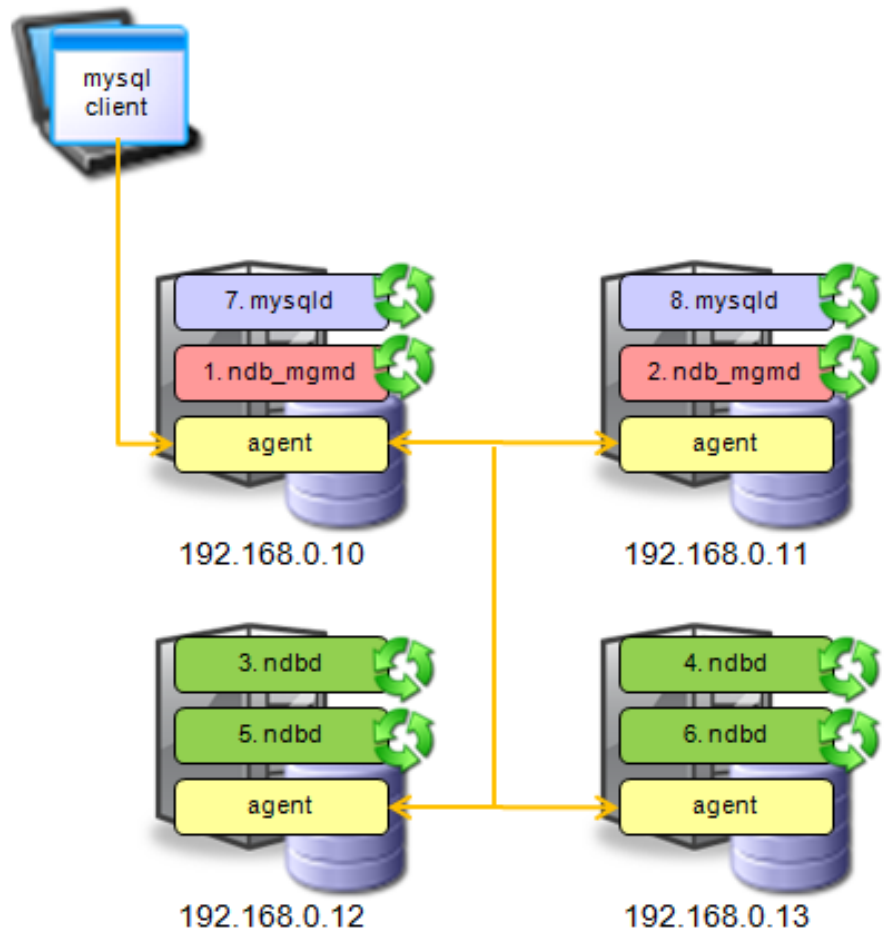 mysql
client
7. mysqld
8. mysqld
1. ndb_mgmd
2. ndb_mgmd
agent
agent
192.168.0.10
192.168.0.11
3. ndbd
4. ndbd
5. ndbd
6. ndbd
agent
agent
192.168.0.12
192.168.0.13